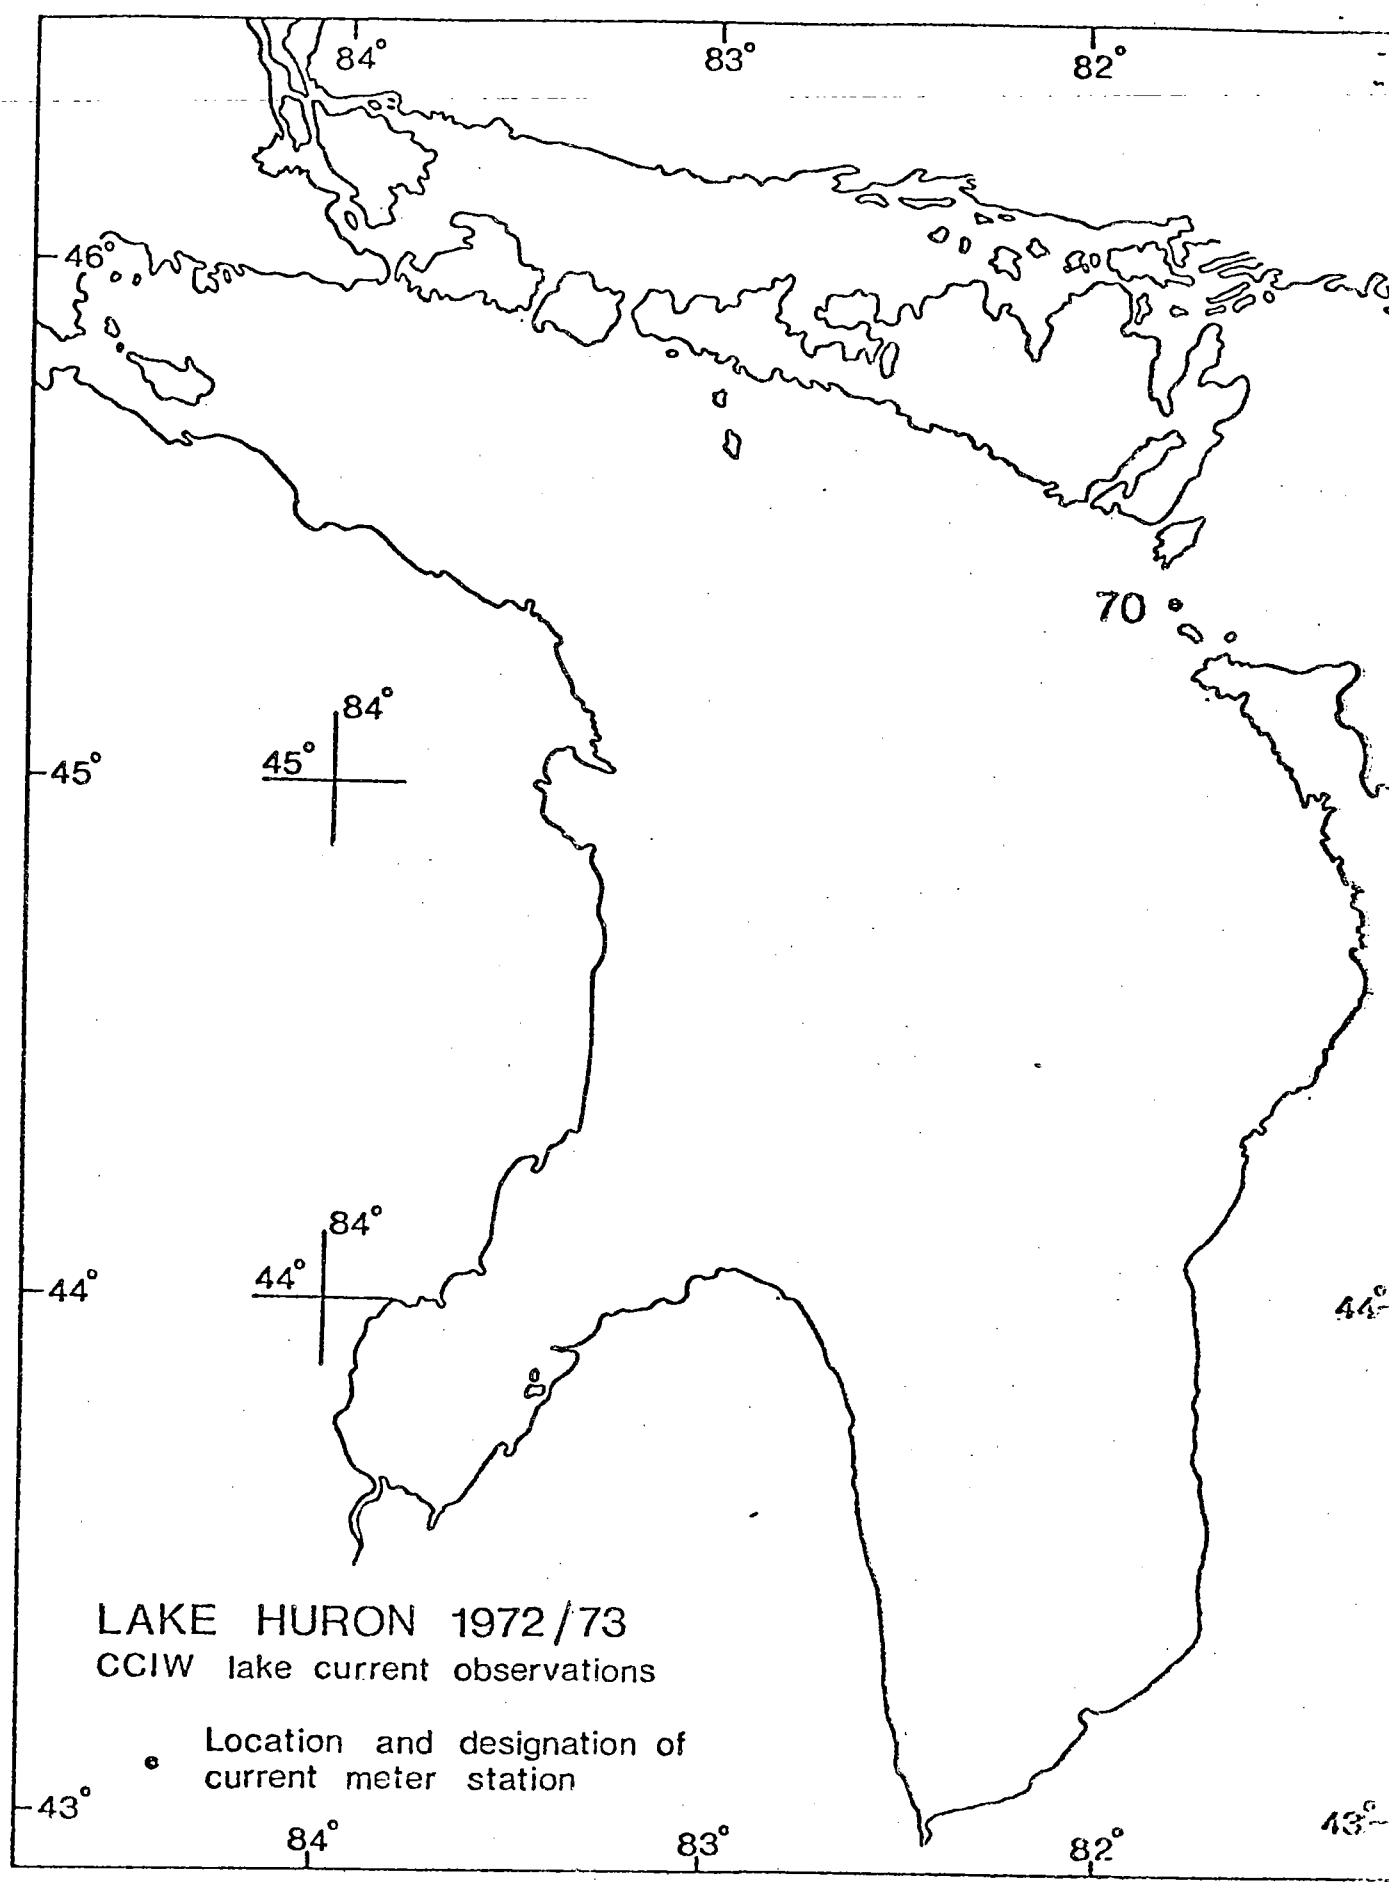 84° 83° 82°
46°
70
84°
45° 45°
84°
44° 44° 44°
LAKE HURON 1972/73
CCIW lake current observations
Location and designation of
current meter station
43° 43°
84° 83° 82°